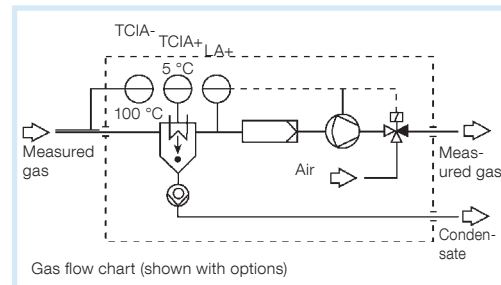 TCIA-
TCIA+
LA+
5 °C
100 °C
Measured
gas
Air
Meas-
ured gas
Conden-
sate
Gas flow chart (shown with options)